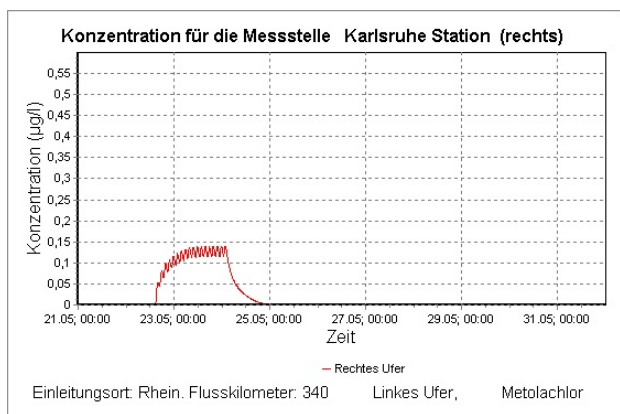 Konzentration für die Messstelle Karlsruhe Station (rechts)
Konzentration (µg/l)
0,55
0,5
0,45
0,4
0,35
0,3
0,25
0,2
0,15
0,1
0,05
0
21.05; 00:00 23.05; 00:00 25.05; 00:00 27.05; 00:00 29.05; 00:00 31.05; 00:00
Zeit
Rechtes Ufer
Einleitungsort: Rhein. Flusskilometer: 340 Linkes Ufer, Metolachlor